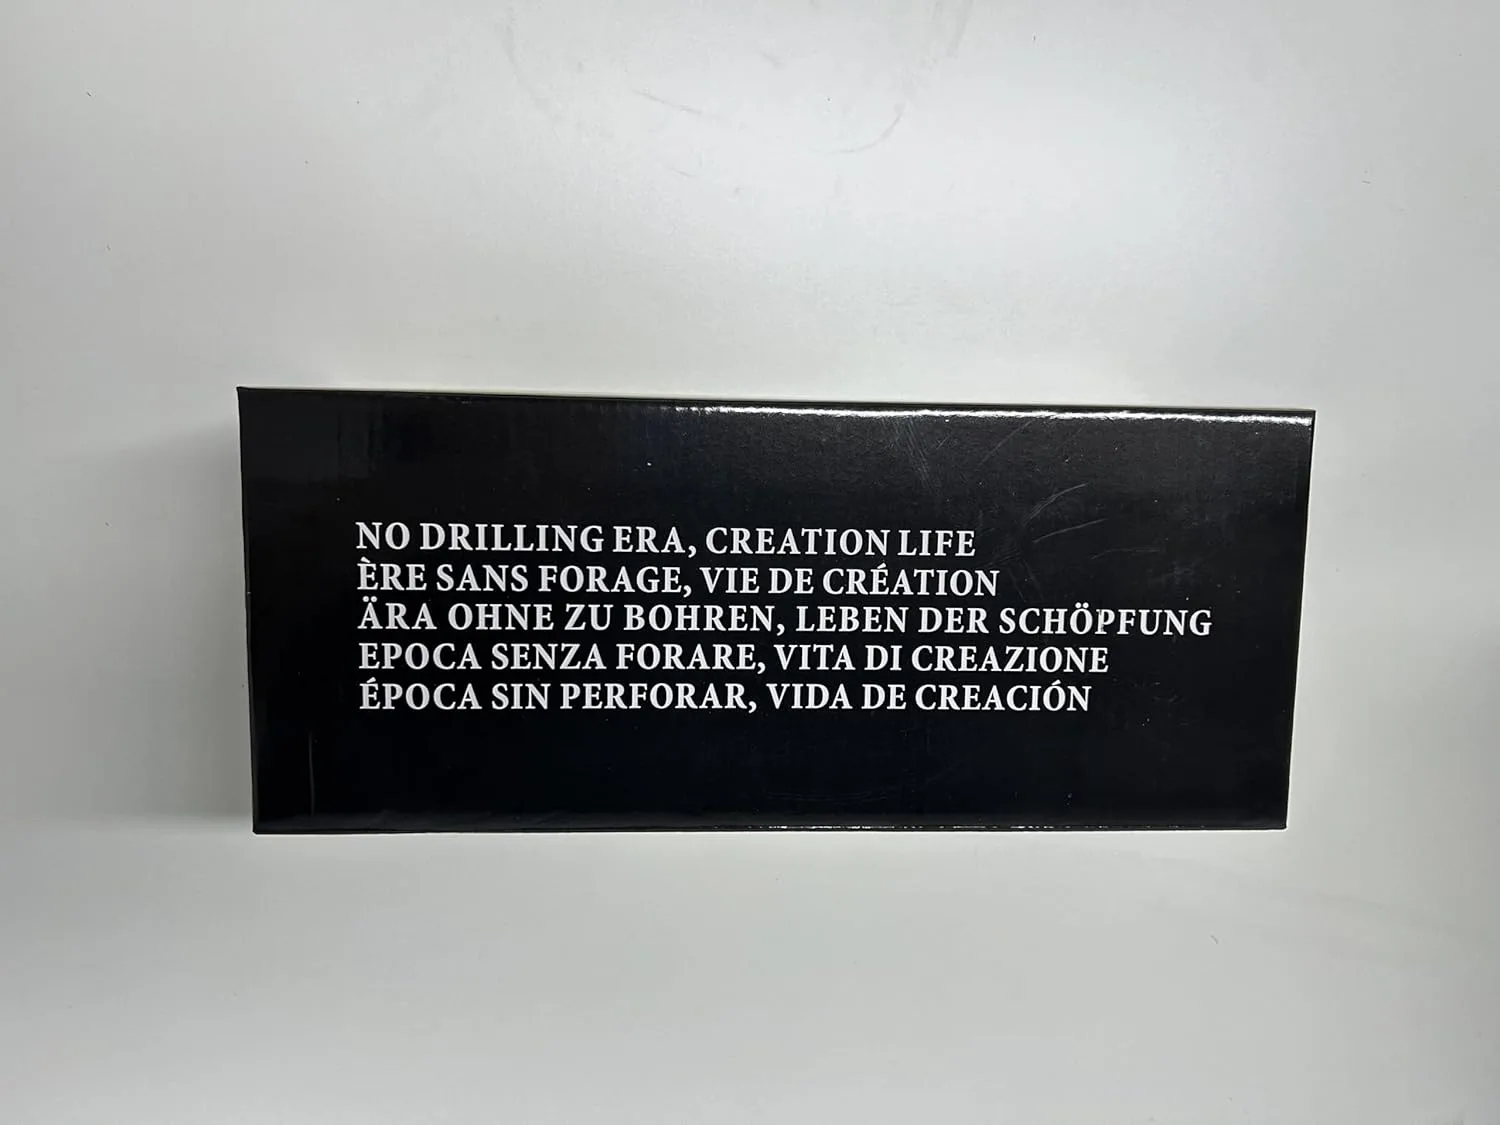 NO DRILLING ERA, CREATION LIFE
ÈRE SANS FORAGE, VIE DE CRÉATION
ÄRA OHNE ZU BOHREN, LEBEN DER SCHÖPFUNG
EPOCA SENZA FORARE, VITA DI CREAZIONE
ÉPOCA SIN PERFORAR, VIDA DE CREACIÓN